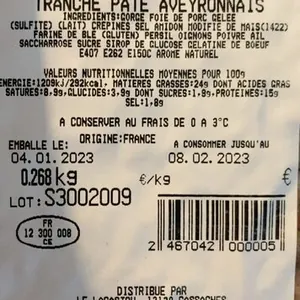 TRANCHE PATE AVEYRONNAIS
INGREDIENTS:GORGE FOIE DE PORC GELEE
(SULFITE) (LAIT) CREPINES SEL AMIDON MODIFIE DE MAIS(1422)
FARINE DE BLE (GLUTEN) PERSIL OIGNONS POIVRE AIL
SACCHAROSE SUCRE SIROP DE GLUCOSE GELATINE DE BOEUF
E330 E316 E252 E150C AROME NATUREL
VALEURS NUTRITIONNELLES MOYENNES POUR 100g
ENERGIE:1209kJ/292kcal, MATIERES GRASSES:24g DONT ACIDES GRAS
SATURES:8.9g,GLUCIDES:3.9g DONT SUCRES:1.9g,PROTEINES:15g
SEL:1.8g
A CONSERVER AU FRAIS DE 0 A 3°C
ORIGINE:FRANCE
EMBALLE LE:
A CONSOMMER JUSQU'AU
04.01.2023
08.02.2023
0.268 kg
€/kg
€
LOT: S3002009
FR
12 300 008
CE
2 467042 000005
DISTRIBUE PAR